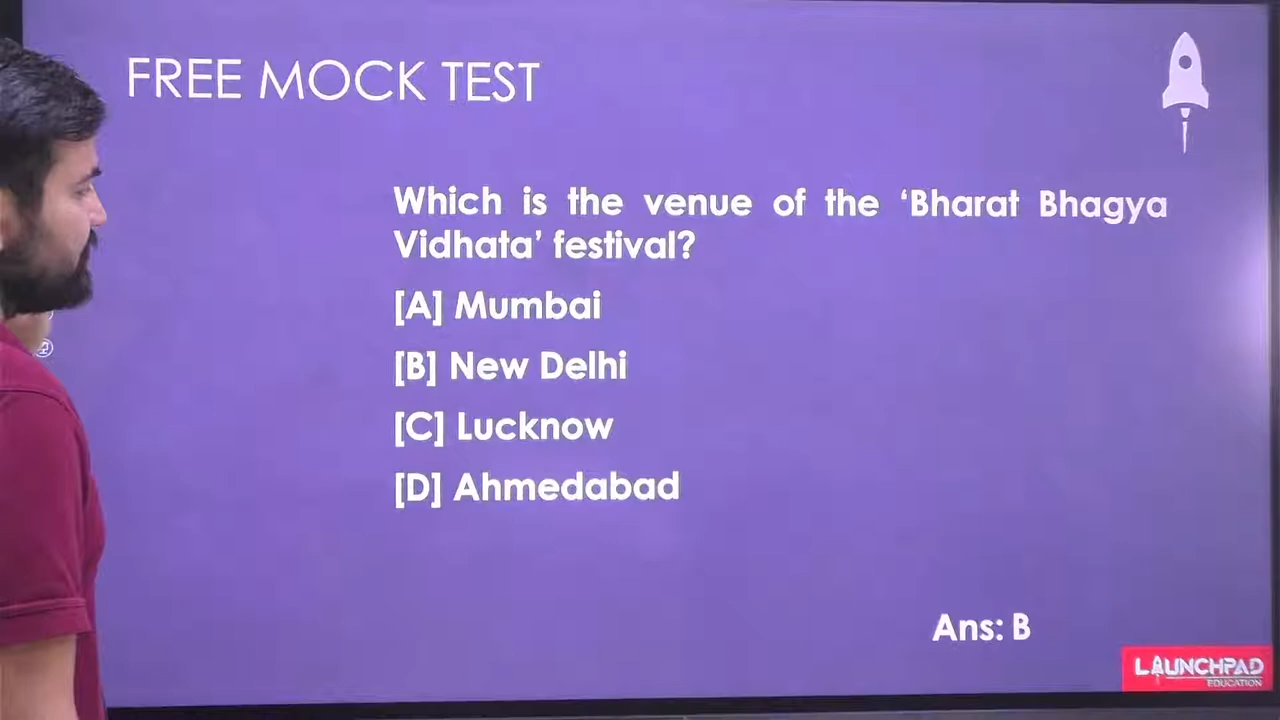 FREE MOCK TEST
Which is the venue of the ‘Bharat Bhagya
Vidhata’ festival?
[A] Mumbai
[B] New Delhi
[C] Lucknow
[D] Ahmedabad
Ans: B
LAUNCHPAD
EDUCATION